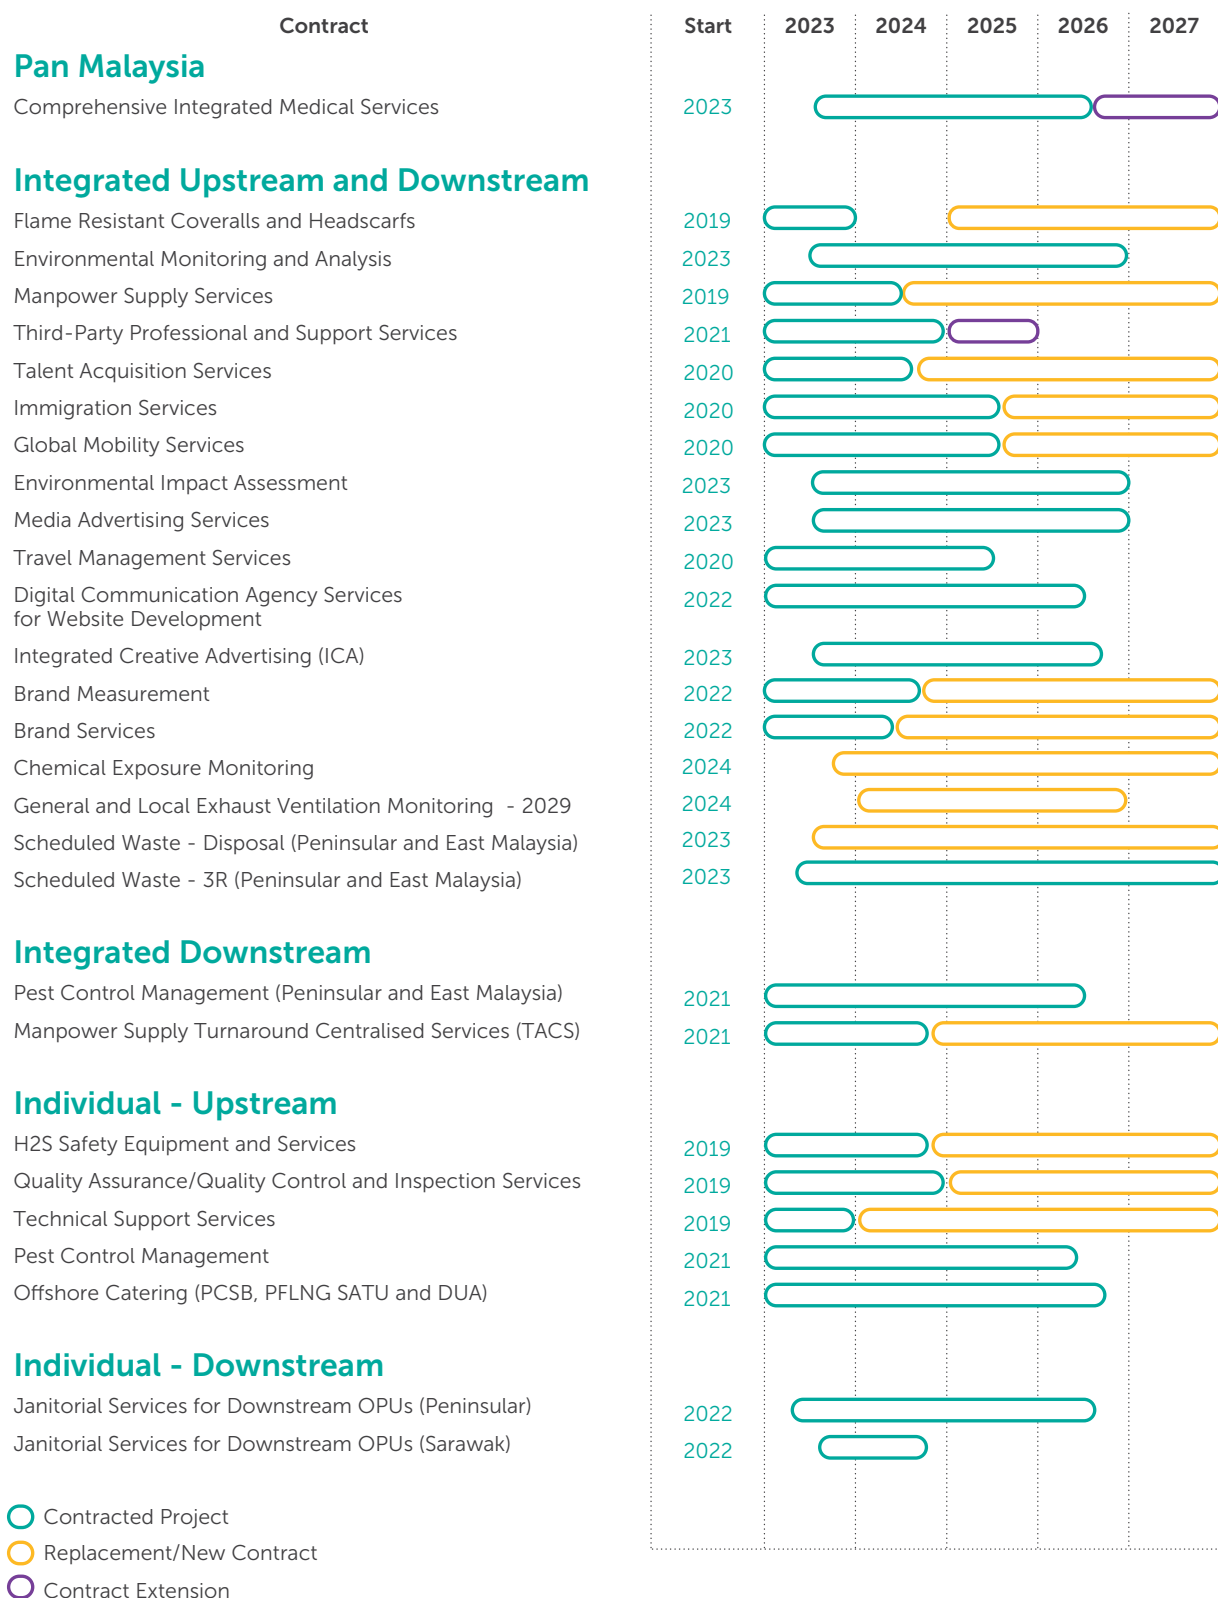 Contract Start 2023 2024 2025 2026 2027
Pan Malaysia
Comprehensive Integrated Medical Services 2023
Integrated Upstream and Downstream
Flame Resistant Coveralls and Headscarfs 2019
Environmental Monitoring and Analysis 2023
Manpower Supply Services 2019
Third-Party Professional and Support Services 2021
Talent Acquisition Services 2020
Immigration Services 2020
Global Mobility Services 2020
Environmental Impact Assessment 2023
Media Advertising Services 2023
Travel Management Services 2020
Digital Communication Agency Services 2022
for Website Development
Integrated Creative Advertising (ICA) 2023
Brand Measurement 2022
Brand Services 2022
Chemical Exposure Monitoring 2024
General and Local Exhaust Ventilation Monitoring - 2029 2024
Scheduled Waste - Disposal (Peninsular and East Malaysia) 2023
Scheduled Waste - 3R (Peninsular and East Malaysia) 2023
Integrated Downstream
Pest Control Management (Peninsular and East Malaysia) 2021
Manpower Supply Turnaround Centralised Services (TACS) 2021
Individual - Upstream
H2S Safety Equipment and Services 2019
Quality Assurance/Quality Control and Inspection Services 2019
Technical Support Services 2019
Pest Control Management 2021
Offshore Catering (PCSB, PFLNG SATU and DUA) 2021
Individual - Downstream
Janitorial Services for Downstream OPUs (Peninsular) 2022
Janitorial Services for Downstream OPUs (Sarawak) 2022
Contracted Project
Replacement/New Contract
Contract Extension